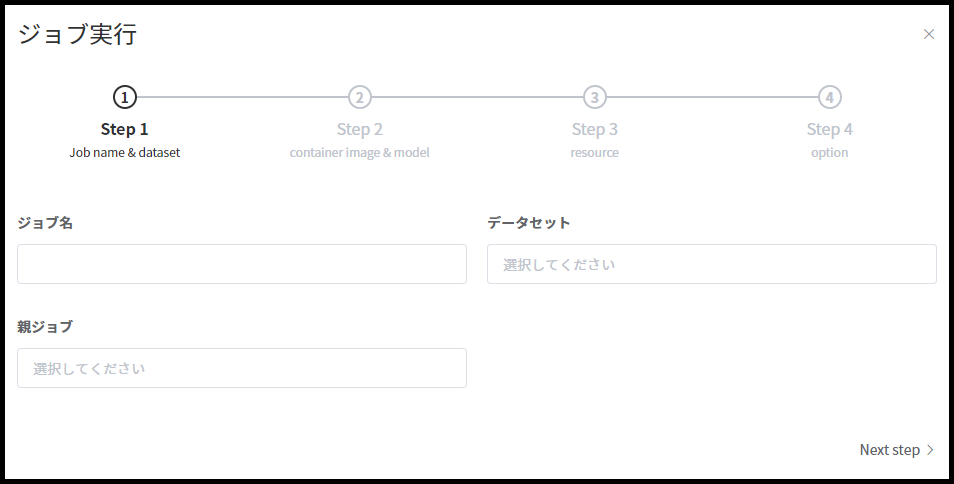 ジョブ実行
1
2
3
4
Step 1
Step 2
Step 3
Step 4
Job name & dataset
container image & model
resource
option
ジョブ名
データセット
選択してください
親ジョブ
選択してください
Next step